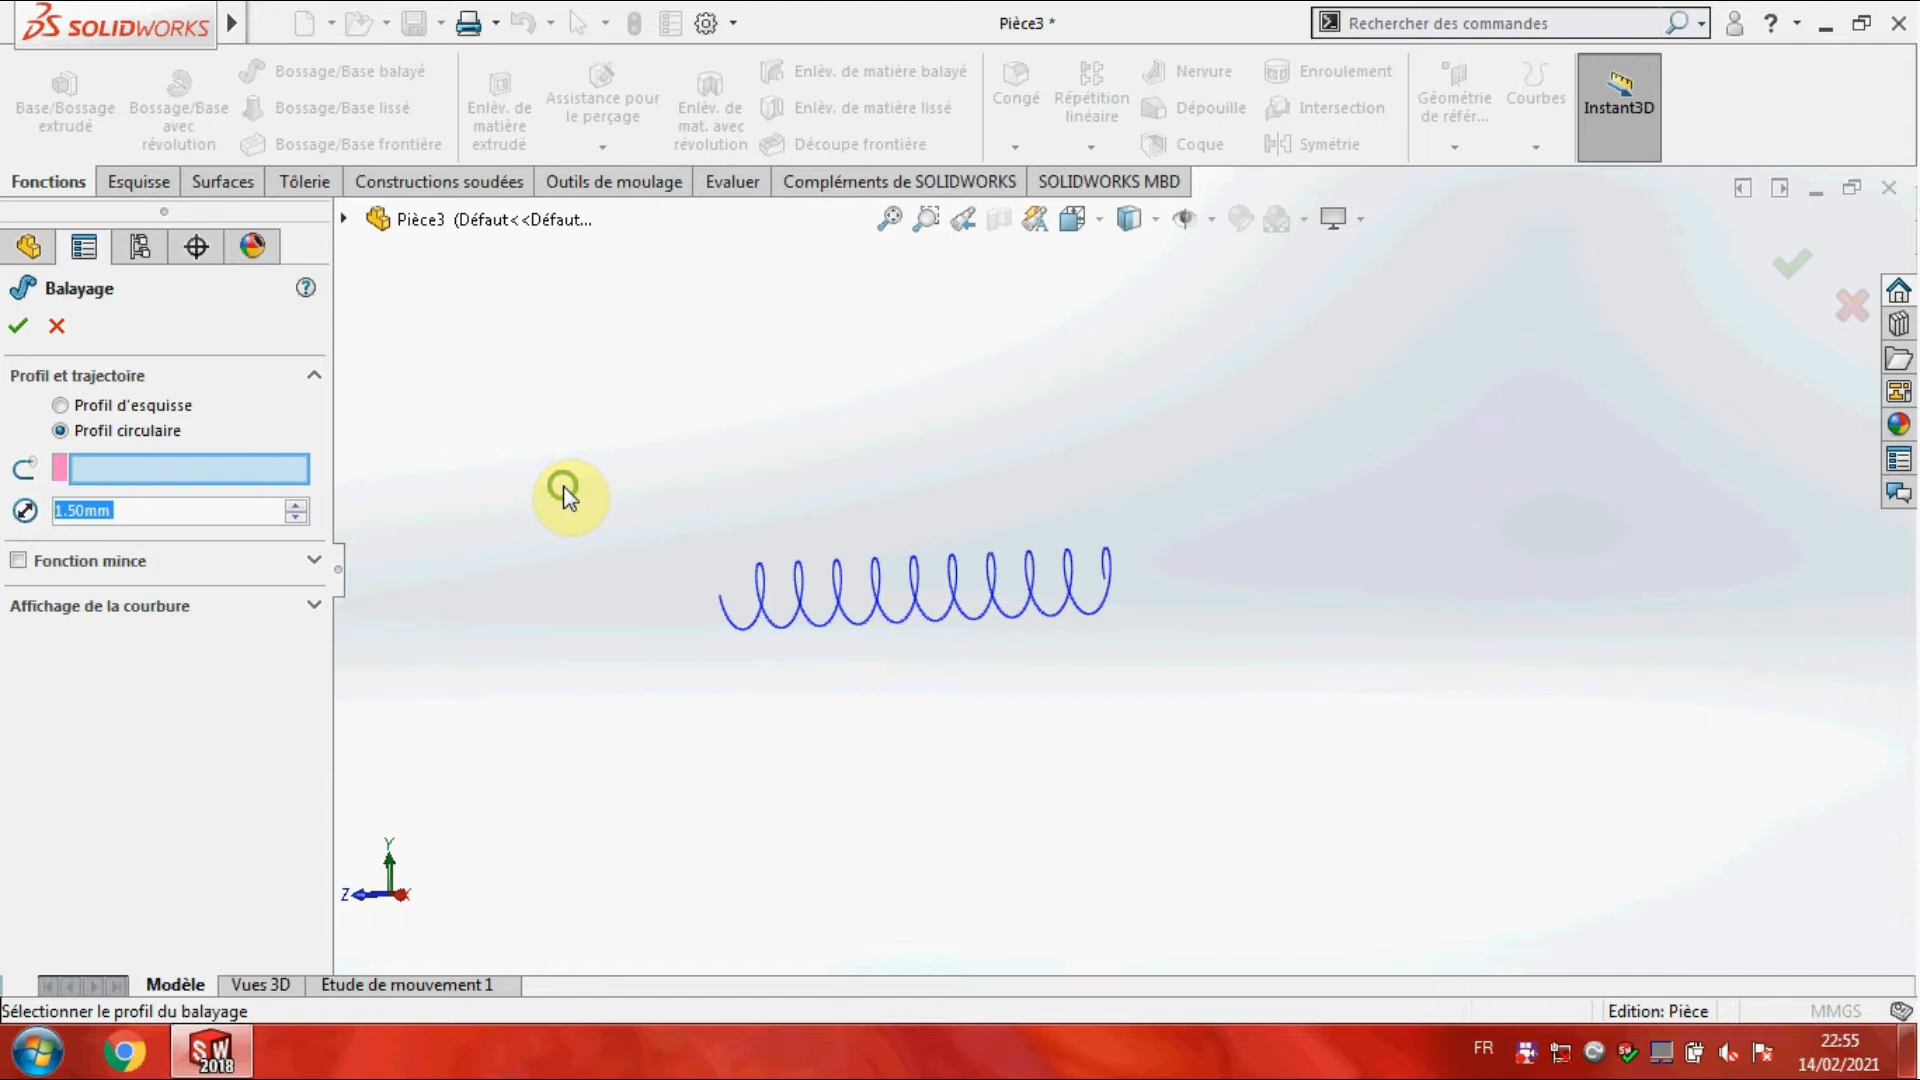 SOLIDWORKS
Pièce3 *
Rechercher des commandes
Base/Bossage extrudé
Bossage/Base avec révolution
Bossage/Base balayé
Bossage/Base lissé
Bossage/Base frontière
Enlèv. de matière extrudé
Assistance pour le perçage
Enlèv. de mat. avec révolution
Enlèv. de matière balayé
Enlèv. de matière lissé
Découpe frontière
Congé
Répétition linéaire
Nervure
Dépouille
Coque
Enroulement
Intersection
Symétrie
Géométrie de référ...
Courbes
Instant3D
Fonctions
Esquisse
Surfaces
Tôlerie
Constructions soudées
Outils de moulage
Evaluer
Compléments de SOLIDWORKS
SOLIDWORKS MBD
Pièce3 (Défaut<<Défaut...
Balayage
Profil et trajectoire
Profil d'esquisse
Profil circulaire
1.50mm
Fonction mince
Affichage de la courbure
Y
Z
X
Modèle
Vues 3D
Etude de mouvement 1
Sélectionner le profil du balayage
Edition: Pièce
MMGS
SW
2018
FR
22:55
14/02/2021